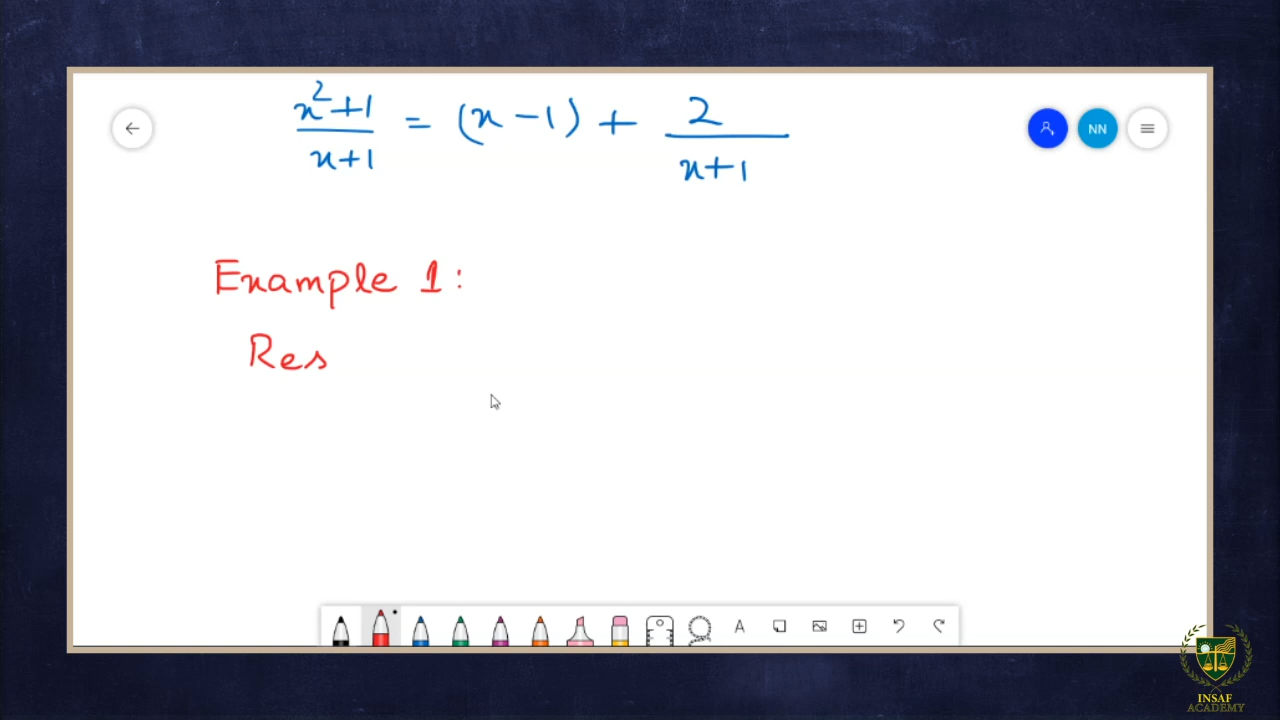 x²+1/x+1 = (x-1) + 2/x+1
NN
Example 1:
Res
A
INSAF
ACADEMY